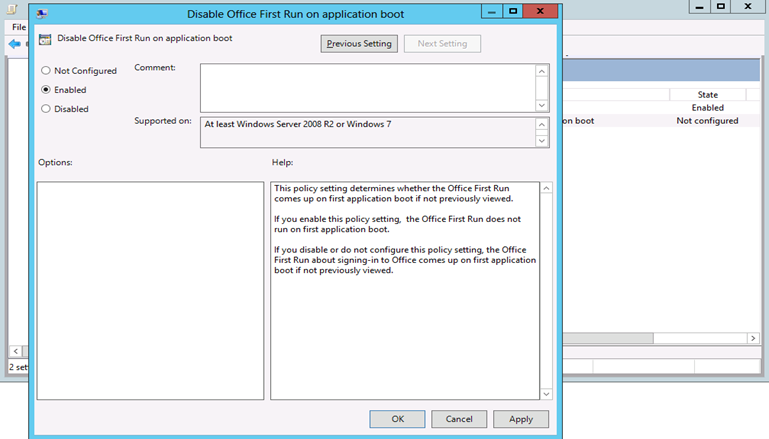 Disable Office First Run on application boot
File
Disable Office First Run on application boot
Previous Setting
Next Setting
Not Configured
Comment:
Enabled
Disabled
Supported on:
At least Windows Server 2008 R2 or Windows 7
Options:
Help:
This policy setting determines whether the Office First Run
comes up on first application boot if not previously viewed.
If you enable this policy setting, the Office First Run does not
run on first application boot.
If you disable or do not configure this policy setting, the Office
First Run about signing-in to Office comes up on first application
boot if not previously viewed.
State
Enabled
on boot
Not configured
2 set
OK
Cancel
Apply